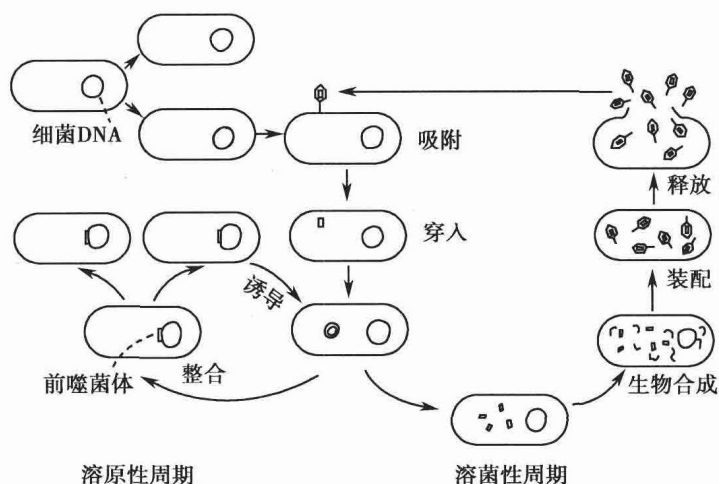 细菌DNA
吸附
释放
穿入
诱导
装配
前噬菌体
整合
生物合成
溶原性周期
溶菌性周期